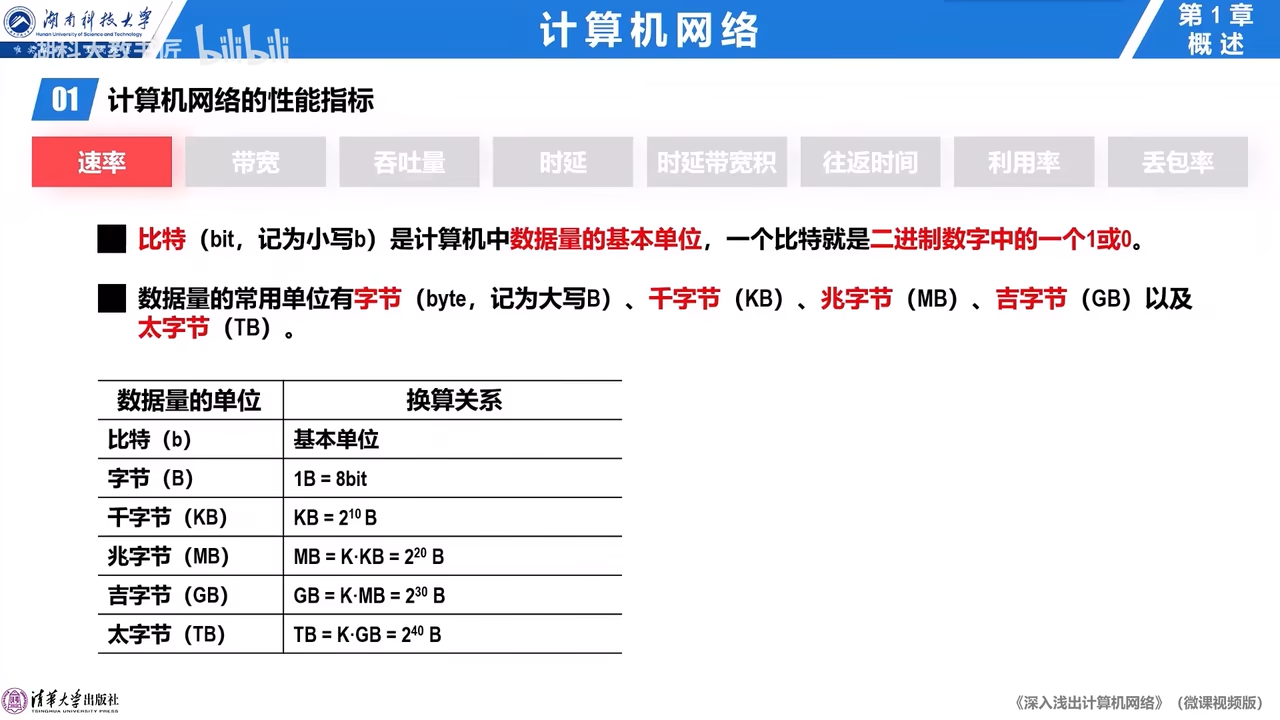 湖南科技大学
Hunan University of Science and Technology
湖科大教书匠 bilibili
计算机网络
第1章
概述
01 计算机网络的性能指标
速率 带宽 吞吐量 时延 时延带宽积 往返时间 利用率 丢包率
比特（bit，记为小写b）是计算机中数据量的基本单位，一个比特就是二进制数字中的一个1或0。
数据量的常用单位有字节（byte，记为大写B）、千字节（KB）、兆字节（MB）、吉字节（GB）以及
太字节（TB）。
数据量的单位 换算关系
比特（b） 基本单位
字节（B） 1B = 8bit
千字节（KB） KB = 2¹⁰ B
兆字节（MB） MB = K·KB = 2²⁰ B
吉字节（GB） GB = K·MB = 2³⁰ B
太字节（TB） TB = K·GB = 2⁴⁰ B
清华大学出版社
TSINGHUA UNIVERSITY PRESS
《深入浅出计算机网络》（微课视频版）